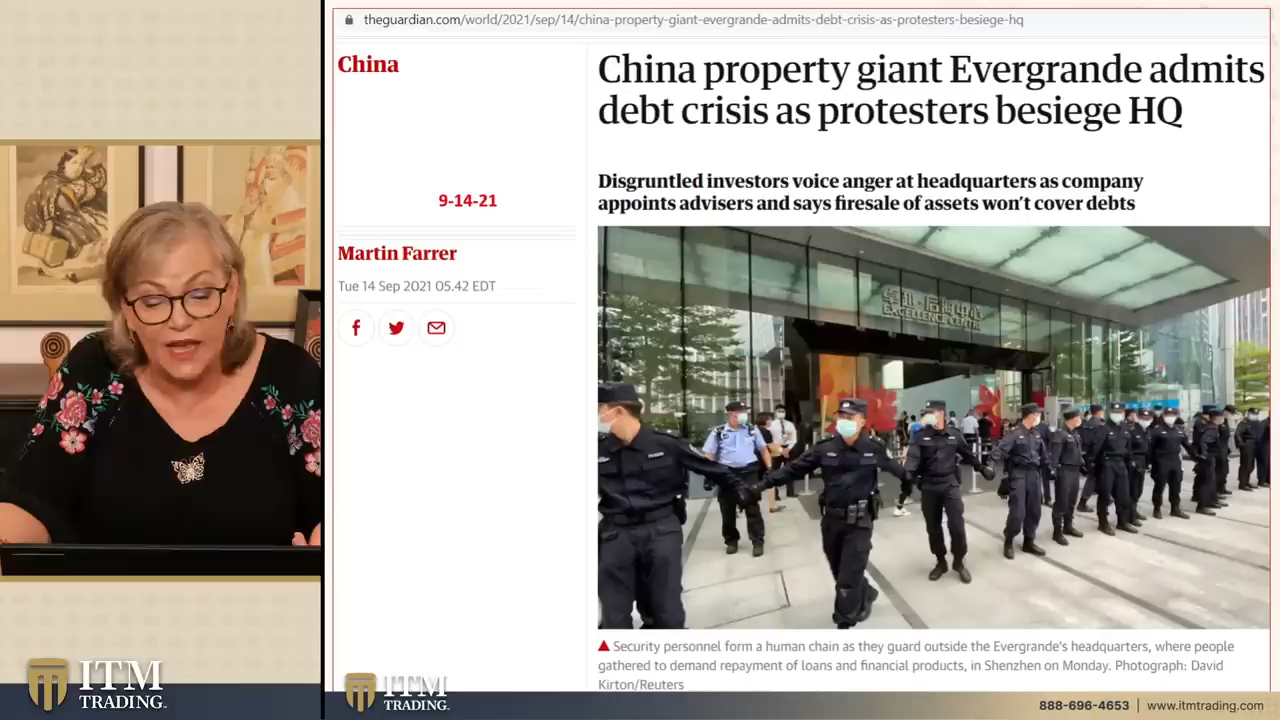 theguardian.com/world/2021/sep/14/china-property-giant-evergrande-admits-debt-crisis-as-protesters-besiege-hq
China
9-14-21
Martin Farrer
Tue 14 Sep 2021 05.42 EDT
China property giant Evergrande admits
debt crisis as protesters besiege HQ
Disgruntled investors voice anger at headquarters as company
appoints advisers and says firesale of assets won't cover debts
EXCELLENCE CENTRE
Security personnel form a human chain as they guard outside the Evergrande's headquarters, where people
gathered to demand repayment of loans and financial products, in Shenzhen on Monday. Photograph: David
Kirton/Reuters
ITM
TRADING.
ITM
TRADING.
888-696-4653 | www.itmtrading.com